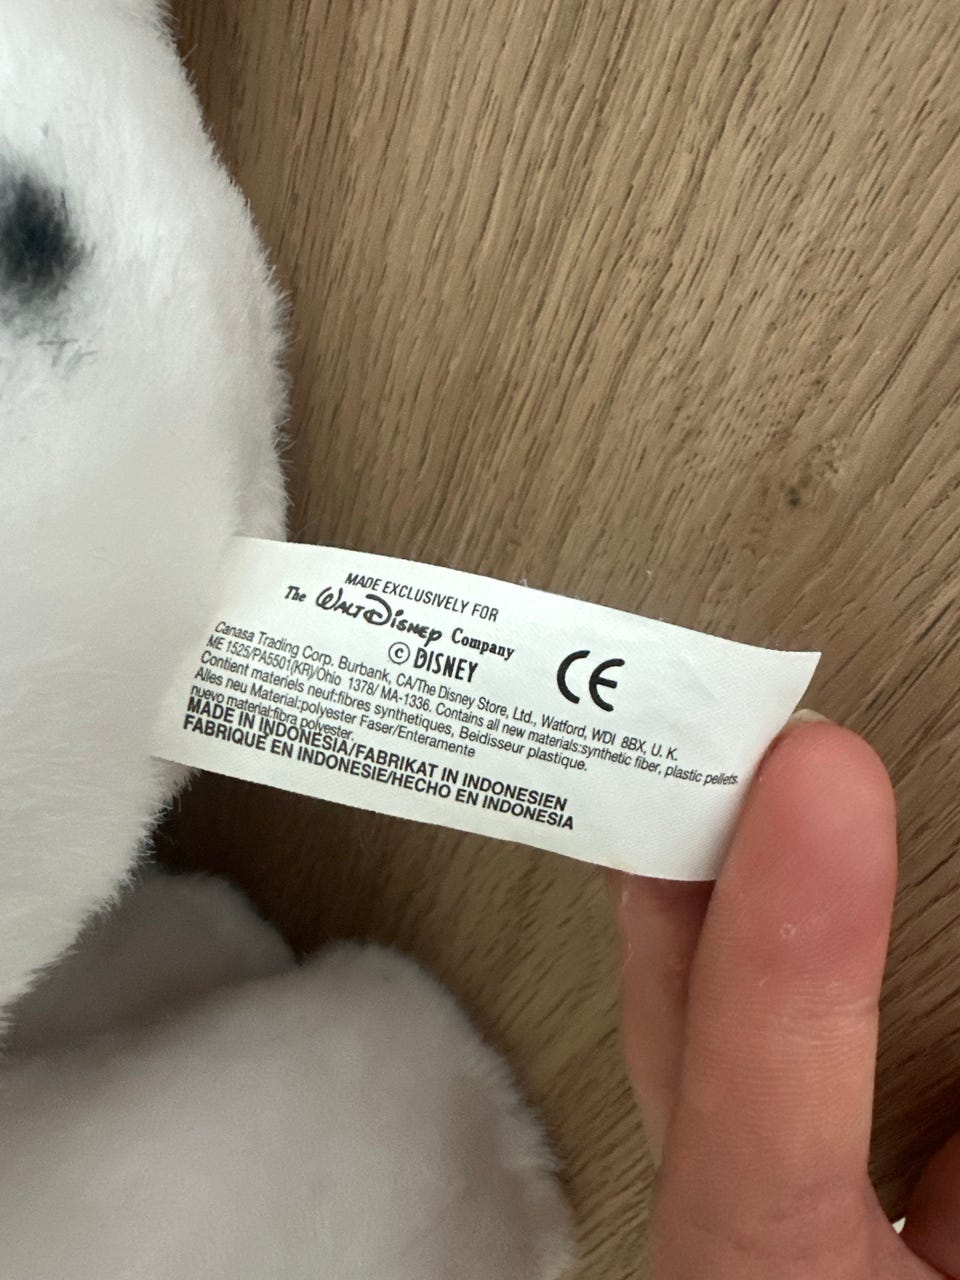 MADE EXCLUSIVELY FOR
The WALT DISNEP Company
© DISNEY
CE
Canasa Trading Corp. Burbank, CA/The Disney Store, Ltd., Watford, WDI 8BX, U. K.
ME 1525/PA5501(KR)/Ohio 1378/ MA-1336. Contains all new materials:synthetic fiber, plastic pellets.
Contient materiels neuf:fibres synthetiques, Beidisseur plastique.
Alles neu Material:polyester Faser/Enteramente
nuevo material:fibra polyester.
MADE IN INDONESIA/FABRIKAT IN INDONESIEN
FABRIQUE EN INDONESIE/HECHO EN INDONESIA